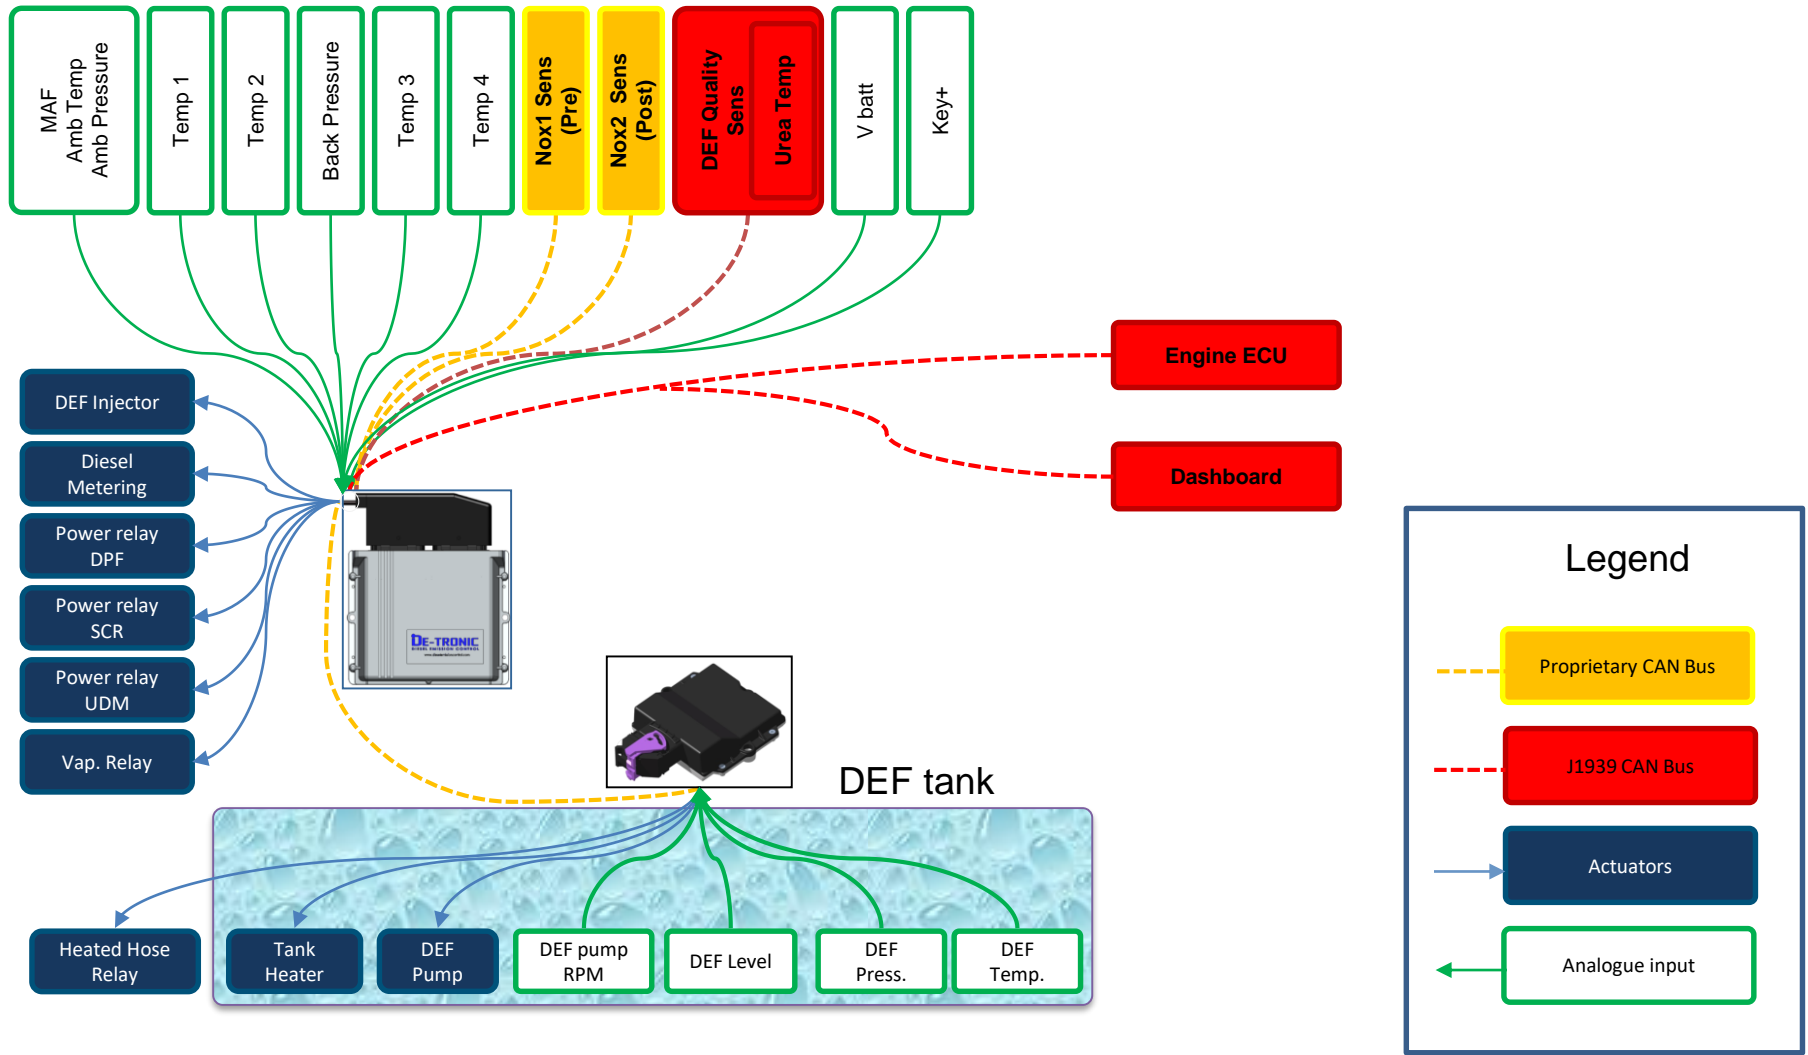 MAF
Amb Temp
Amb Pressure
Temp 1
Temp 2
Back Pressure
Temp 3
Temp 4
Nox1 Sens
(Pre)
Nox2 Sens
(Post)
DEF Quality
Sens
Urea Temp
V batt
Key+
Engine ECU
Dashboard
DEF Injector
Diesel
Metering
Power relay
DPF
Power relay
SCR
Power relay
UDM
Vap. Relay
DE-TRONIC
DIESEL EMISSION CONTROL
DEF tank
Heated Hose
Relay
Tank
Heater
DEF
Pump
DEF pump
RPM
DEF Level
DEF
Press.
DEF
Temp.
Legend
Proprietary CAN Bus
J1939 CAN Bus
Actuators
Analogue input